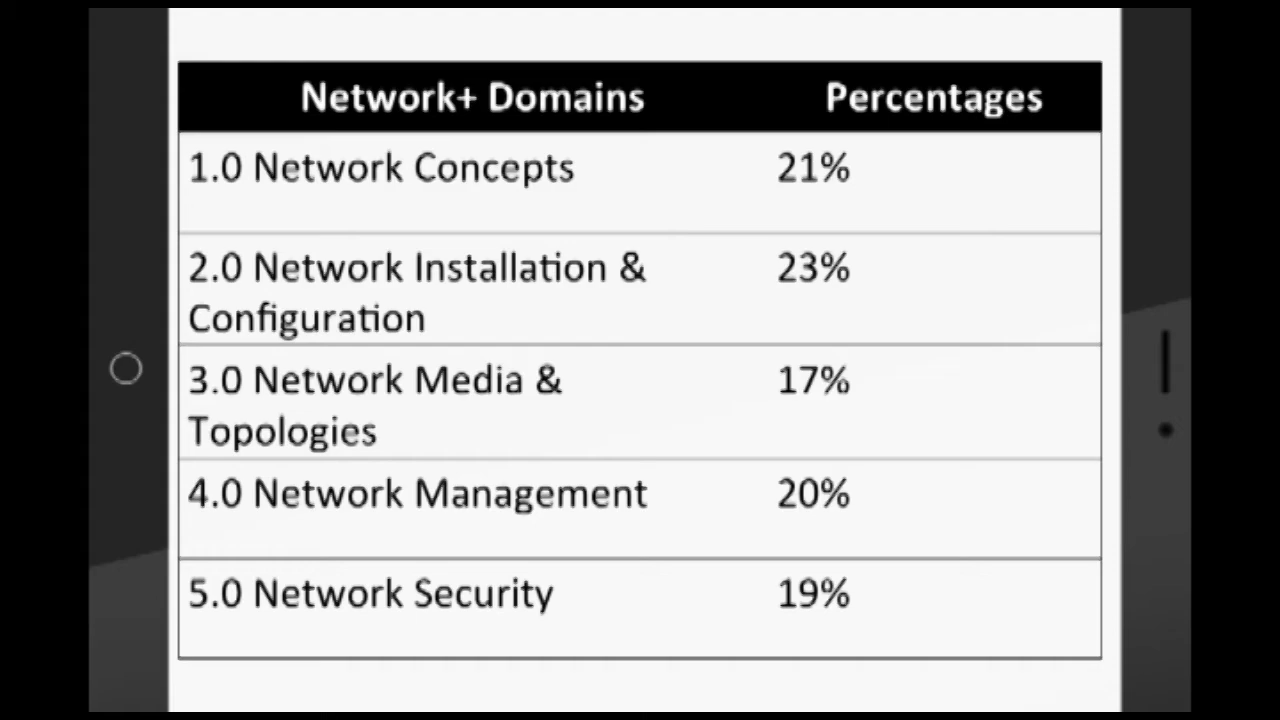 Network+ Domains Percentages
1.0 Network Concepts 21%
2.0 Network Installation & 23%
Configuration
3.0 Network Media & 17%
Topologies
4.0 Network Management 20%
5.0 Network Security 19%